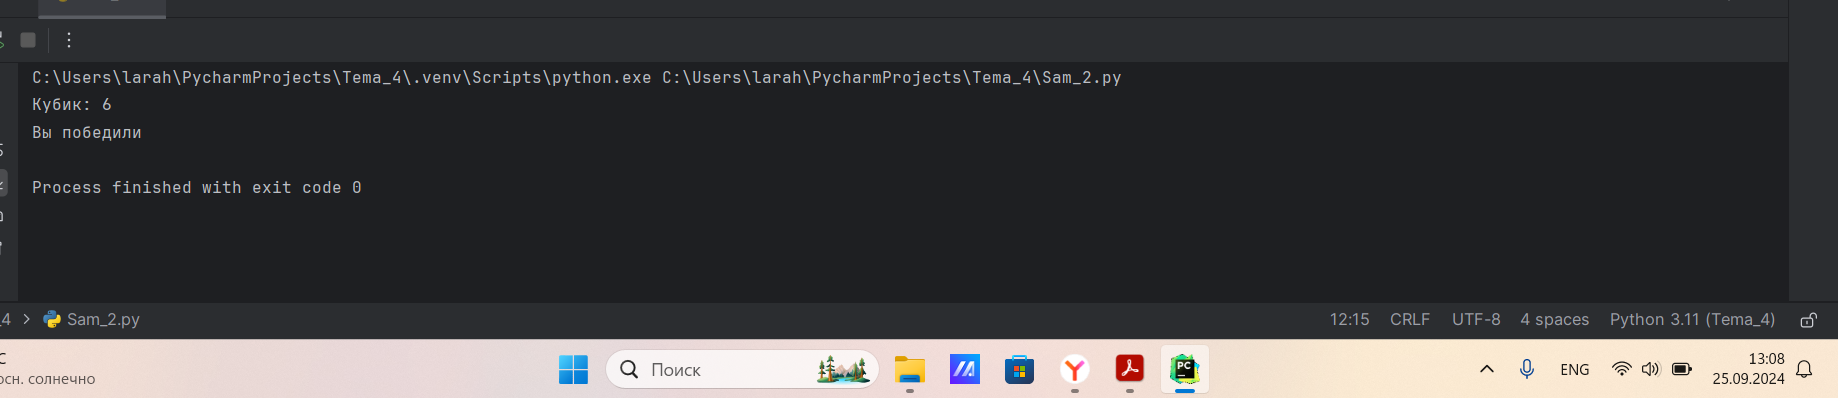 C:\Users\larah\PycharmProjects\Tema_4\.venv\Scripts\python.exe C:\Users\larah\PycharmProjects\Tema_4\Sam_2.py
Кубик: 6
Вы победили
Process finished with exit code 0
_4 > Sam_2.py
12:15 CRLF UTF-8 4 spaces Python 3.11 (Tema_4)
Поиск
PC
ENG
13:08
25.09.2024
солнечно